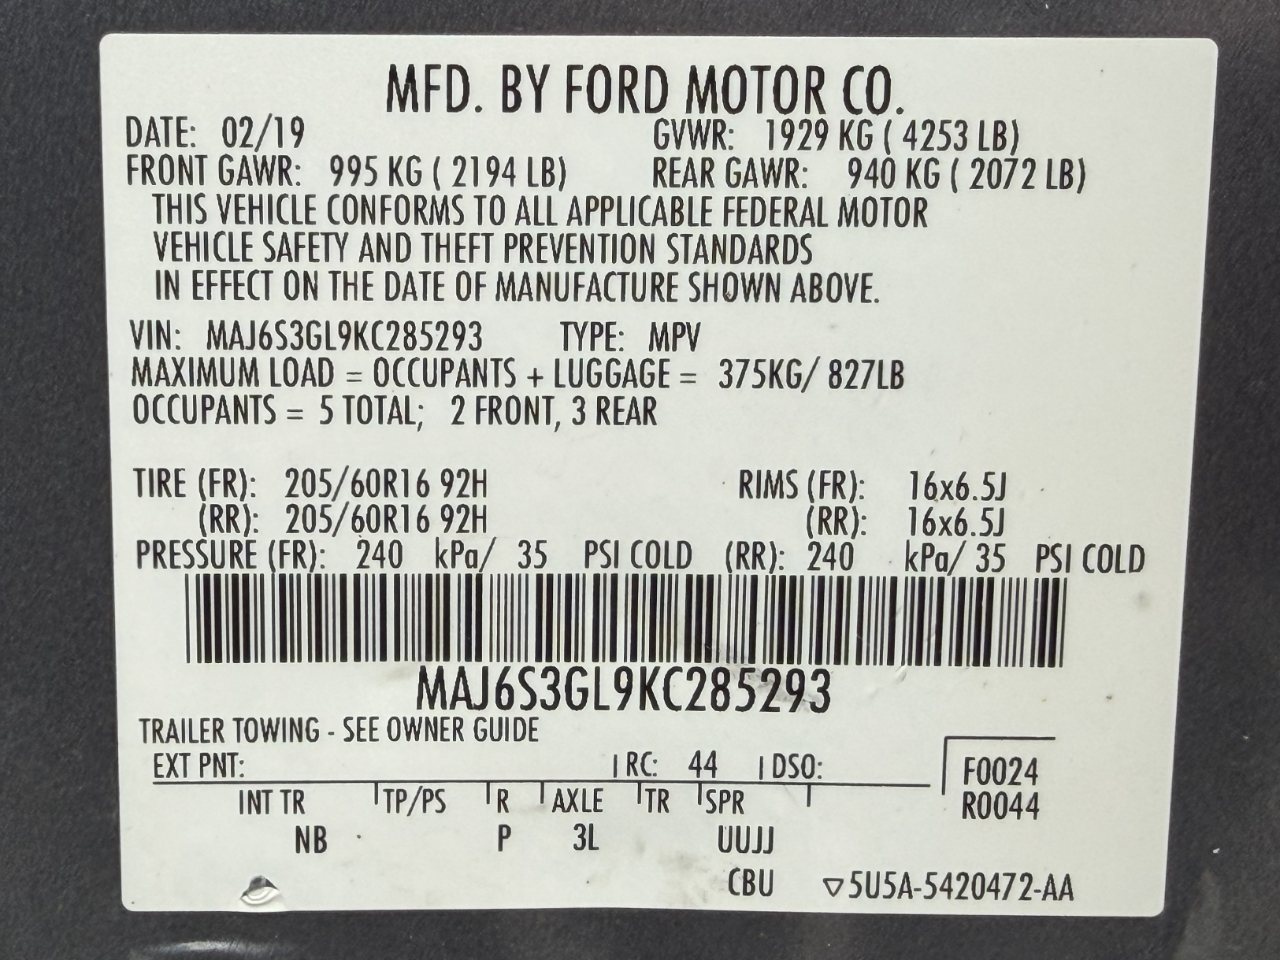 MFD. BY FORD MOTOR CO.
DATE: 02/19 GVWR: 1929 KG ( 4253 LB)
FRONT GAWR: 995 KG ( 2194 LB) REAR GAWR: 940 KG ( 2072 LB)
THIS VEHICLE CONFORMS TO ALL APPLICABLE FEDERAL MOTOR
VEHICLE SAFETY AND THEFT PREVENTION STANDARDS
IN EFFECT ON THE DATE OF MANUFACTURE SHOWN ABOVE.
VIN: MAJ6S3GL9KC285293 TYPE: MPV
MAXIMUM LOAD = OCCUPANTS + LUGGAGE = 375KG/ 827LB
OCCUPANTS = 5 TOTAL; 2 FRONT, 3 REAR
TIRE (FR): 205/60R16 92H RIMS (FR): 16x6.5J
(RR): 205/60R16 92H (RR): 16x6.5J
PRESSURE (FR): 240 kPa/ 35 PSI COLD (RR): 240 kPa/ 35 PSI COLD
MAJ6S3GL9KC285293
TRAILER TOWING - SEE OWNER GUIDE
EXT PNT: RC: 44 DSO: F0024
INT TR TP/PS R AXLE TR SPR R0044
NB P 3L UUJJ
CBU ▽5U5A-5420472-AA